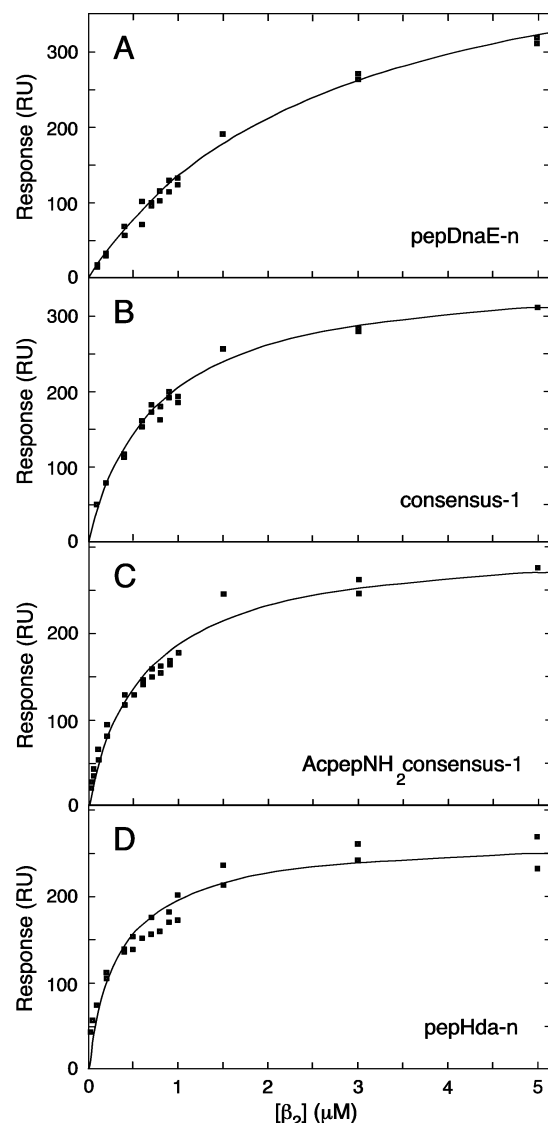 A
300
200
100
0
Response (RU)
pepDnaE-n
B
300
200
100
0
Response (RU)
consensus-1
C
200
100
0
Response (RU)
AcpepNH₂consensus-1
D
200
100
0
Response (RU)
pepHda-n
0 1 2 3 4 5
[β₂] (μM)